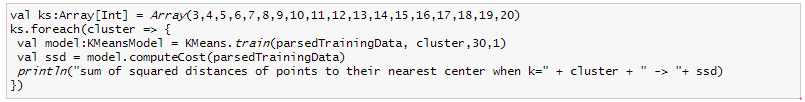 val ks:Array[Int] = Array(3,4,5,6,7,8,9,10,11,12,13,14,15,16,17,18,19,20)
ks.foreach(cluster => {
 val model:KMeansModel = KMeans.train(parsedTrainingData, cluster,30,1)
 val ssd = model.computeCost(parsedTrainingData)
 println("sum of squared distances of points to their nearest center when k=" + cluster + " -> "+ ssd)
})